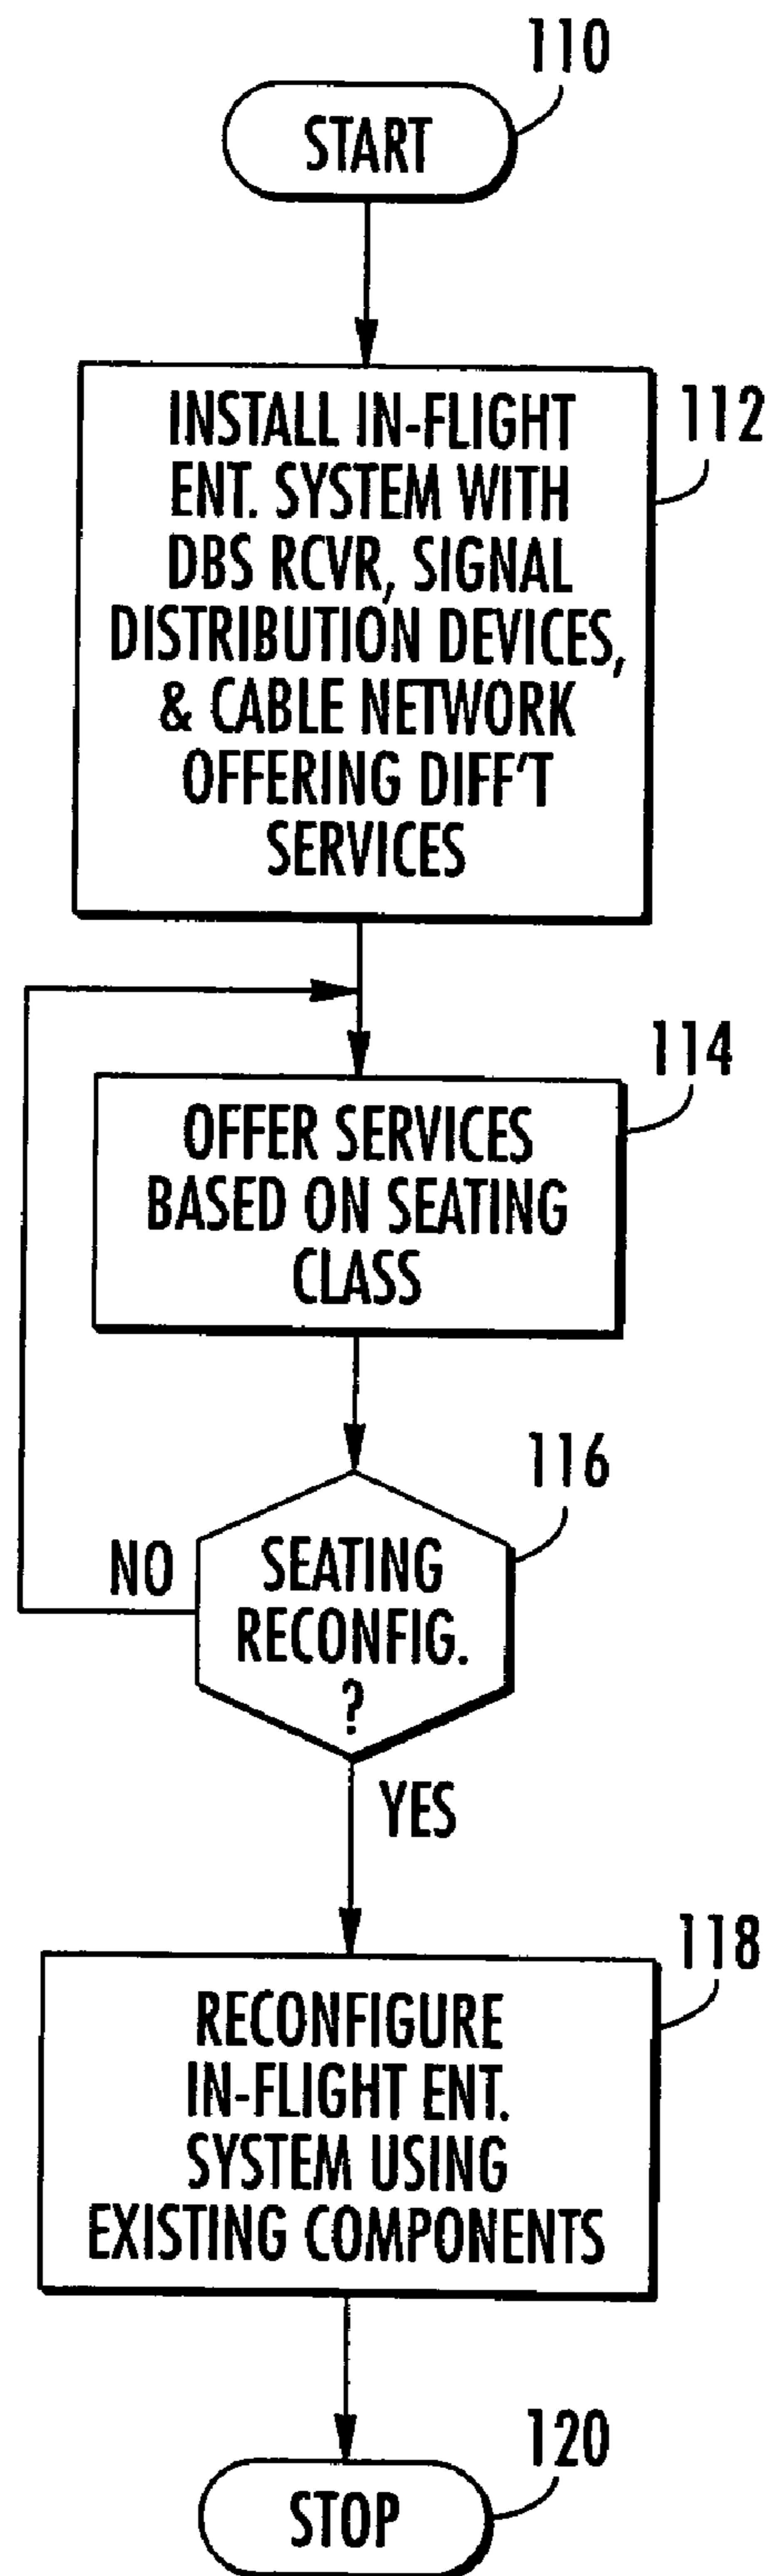 110
START
INSTALL IN-FLIGHT
ENT. SYSTEM WITH
DBS RCVR, SIGNAL
DISTRIBUTION DEVICES,
& CABLE NETWORK
OFFERING DIFF'T
SERVICES
112
OFFER SERVICES
BASED ON SEATING
CLASS
114
SEATING
RECONFIG.
?
116
NO
YES
RECONFIGURE
IN-FLIGHT ENT.
SYSTEM USING
EXISTING COMPONENTS
118
STOP
120